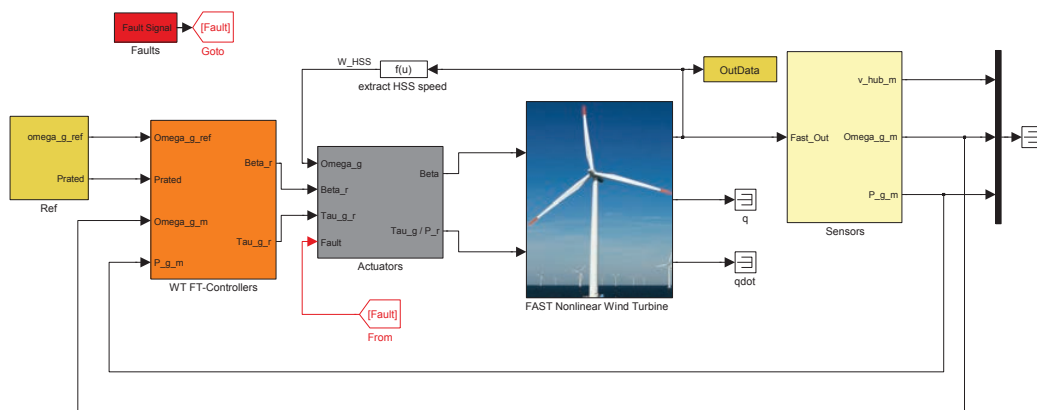 Fault Signal
Faults
[Fault]
Goto
W_HSS
f(u)
extract HSS speed
OutData
omega_g_ref
Prated
Ref
Omega_g_ref
Prated
Omega_g_m
P_g_m
Beta_r
Tau_g_r
WT FT-Controllers
Omega_g
Beta_r
Tau_g_r
Fault
Beta
Tau_g / P_r
Actuators
[Fault]
From
FAST Nonlinear Wind Turbine
q
qdot
Fast_Out
v_hub_m
Omega_g_m
P_g_m
Sensors